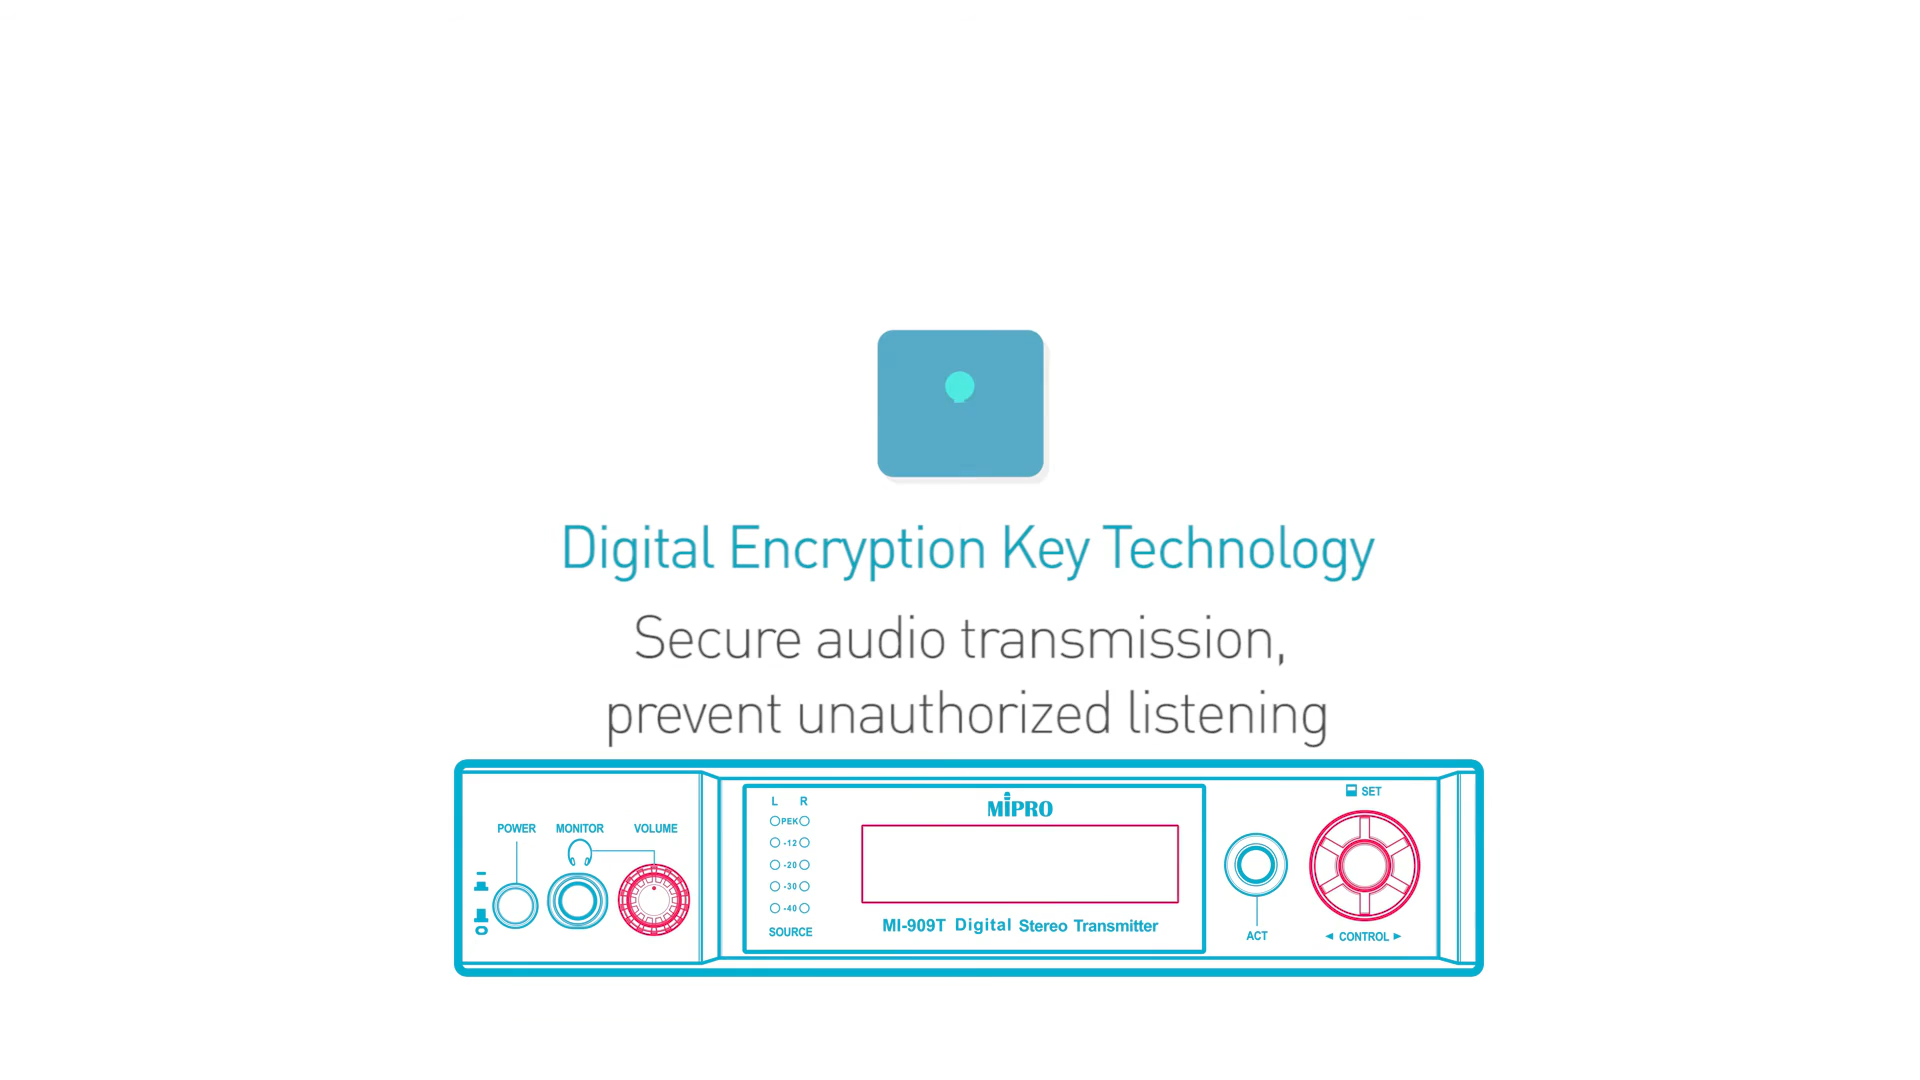 Digital Encryption Key Technology
Secure audio transmission,
prevent unauthorized listening
POWER
MONITOR
VOLUME
L R
PEK
-12
-20
-30
-40
SOURCE
MIPRO
MI-909T Digital Stereo Transmitter
ACT
SET
◄ CONTROL ►